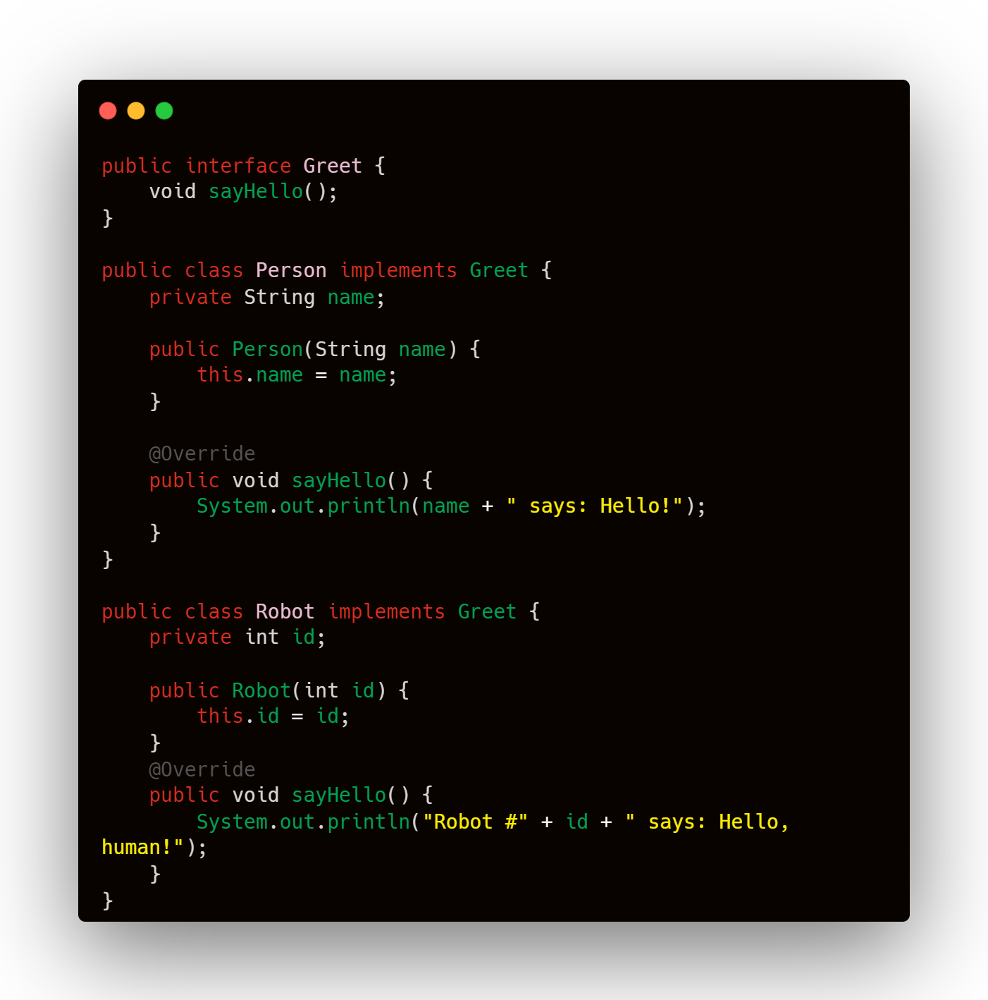 public interface Greet {
    void sayHello();
}

public class Person implements Greet {
    private String name;

    public Person(String name) {
        this.name = name;
    }

    @Override
    public void sayHello() {
        System.out.println(name + " says: Hello!");
    }
}

public class Robot implements Greet {
    private int id;

    public Robot(int id) {
        this.id = id;
    }
    @Override
    public void sayHello() {
        System.out.println("Robot #" + id + " says: Hello,
human!");
    }
}